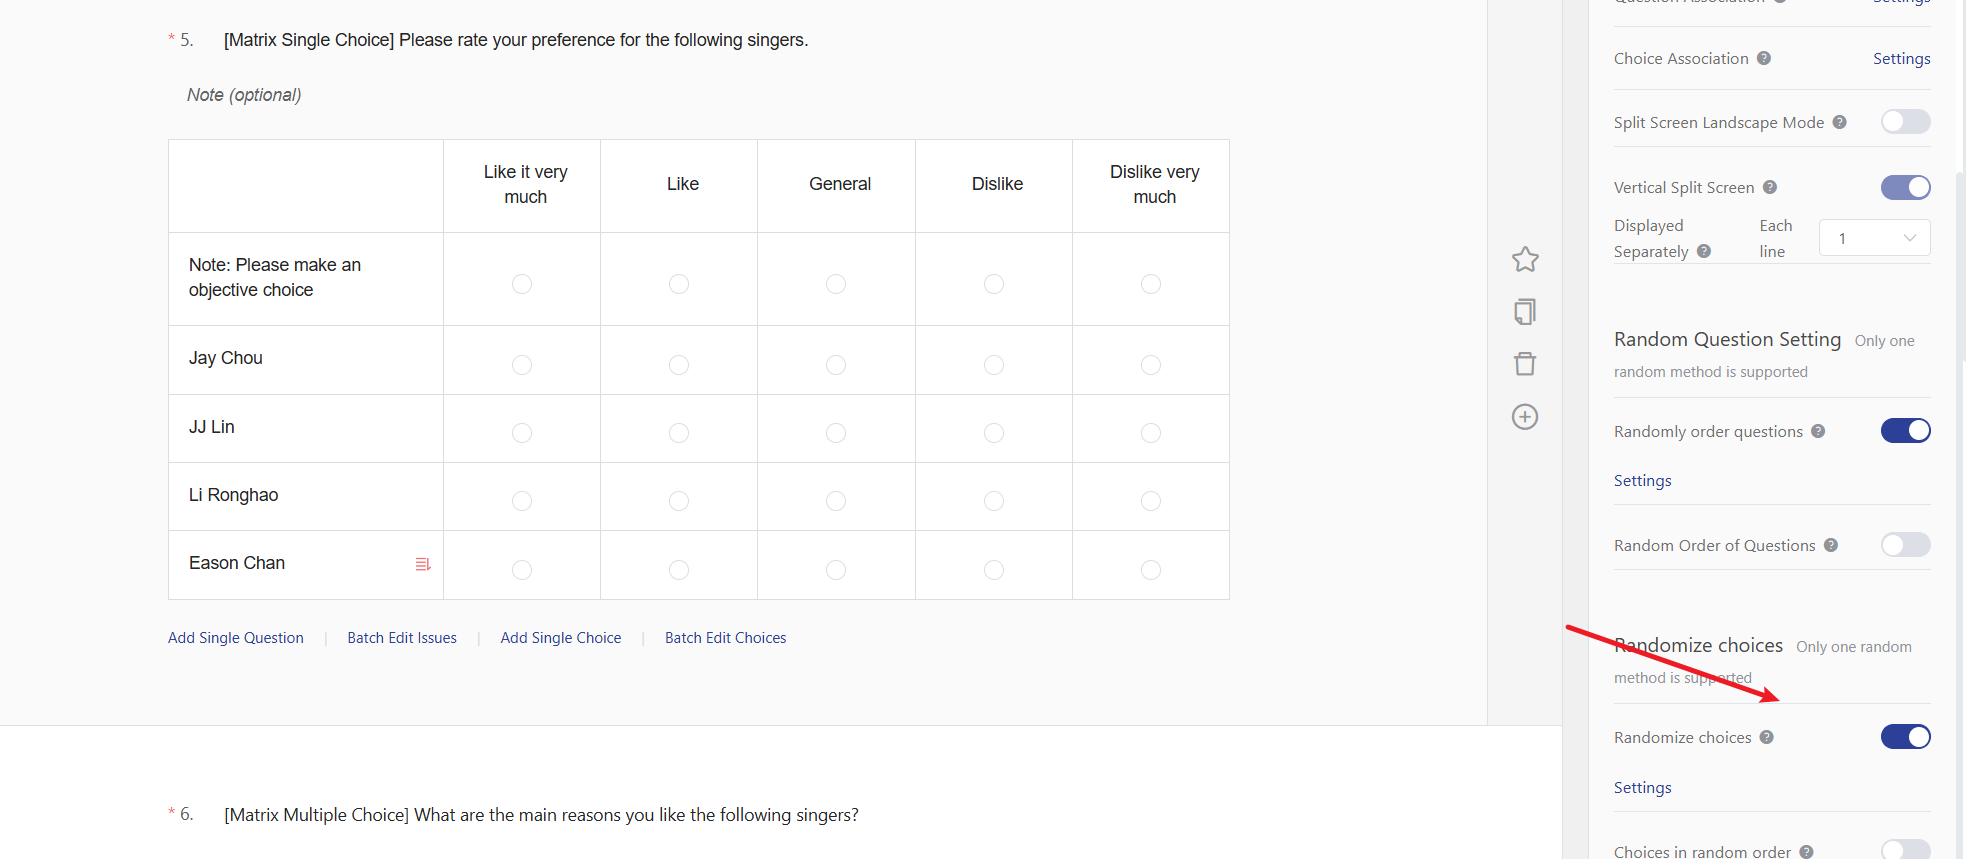 * 5. [Matrix Single Choice] Please rate your preference for the following singers.
Note (optional)
Like it very
much
Like
General
Dislike
Dislike very
much
Note: Please make an
objective choice
Jay Chou
JJ Lin
Li Ronghao
Eason Chan
Add Single Question | Batch Edit Issues | Add Single Choice | Batch Edit Choices
* 6. [Matrix Multiple Choice] What are the main reasons you like the following singers?
Question Association Settings
Choice Association Settings
Split Screen Landscape Mode
Vertical Split Screen
Displayed
Separately
Each
line
1
Random Question Setting Only one
random method is supported
Randomly order questions
Settings
Random Order of Questions
Randomize choices Only one random
method is supported
Randomize choices
Settings
Choices in random order